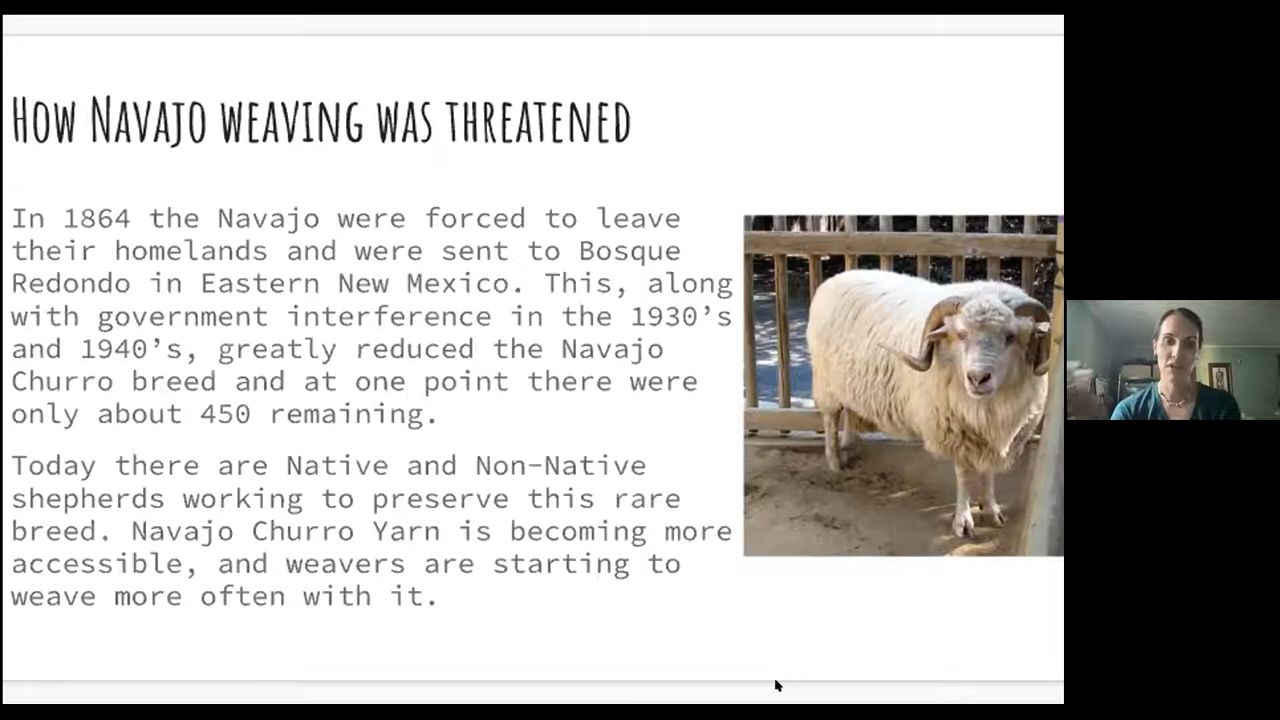 How Navajo weaving was threatened
In 1864 the Navajo were forced to leave
their homelands and were sent to Bosque
Redondo in Eastern New Mexico. This, along
with government interference in the 1930’s
and 1940’s, greatly reduced the Navajo
Churro breed and at one point there were
only about 450 remaining.
Today there are Native and Non-Native
shepherds working to preserve this rare
breed. Navajo Churro Yarn is becoming more
accessible, and weavers are starting to
weave more often with it.